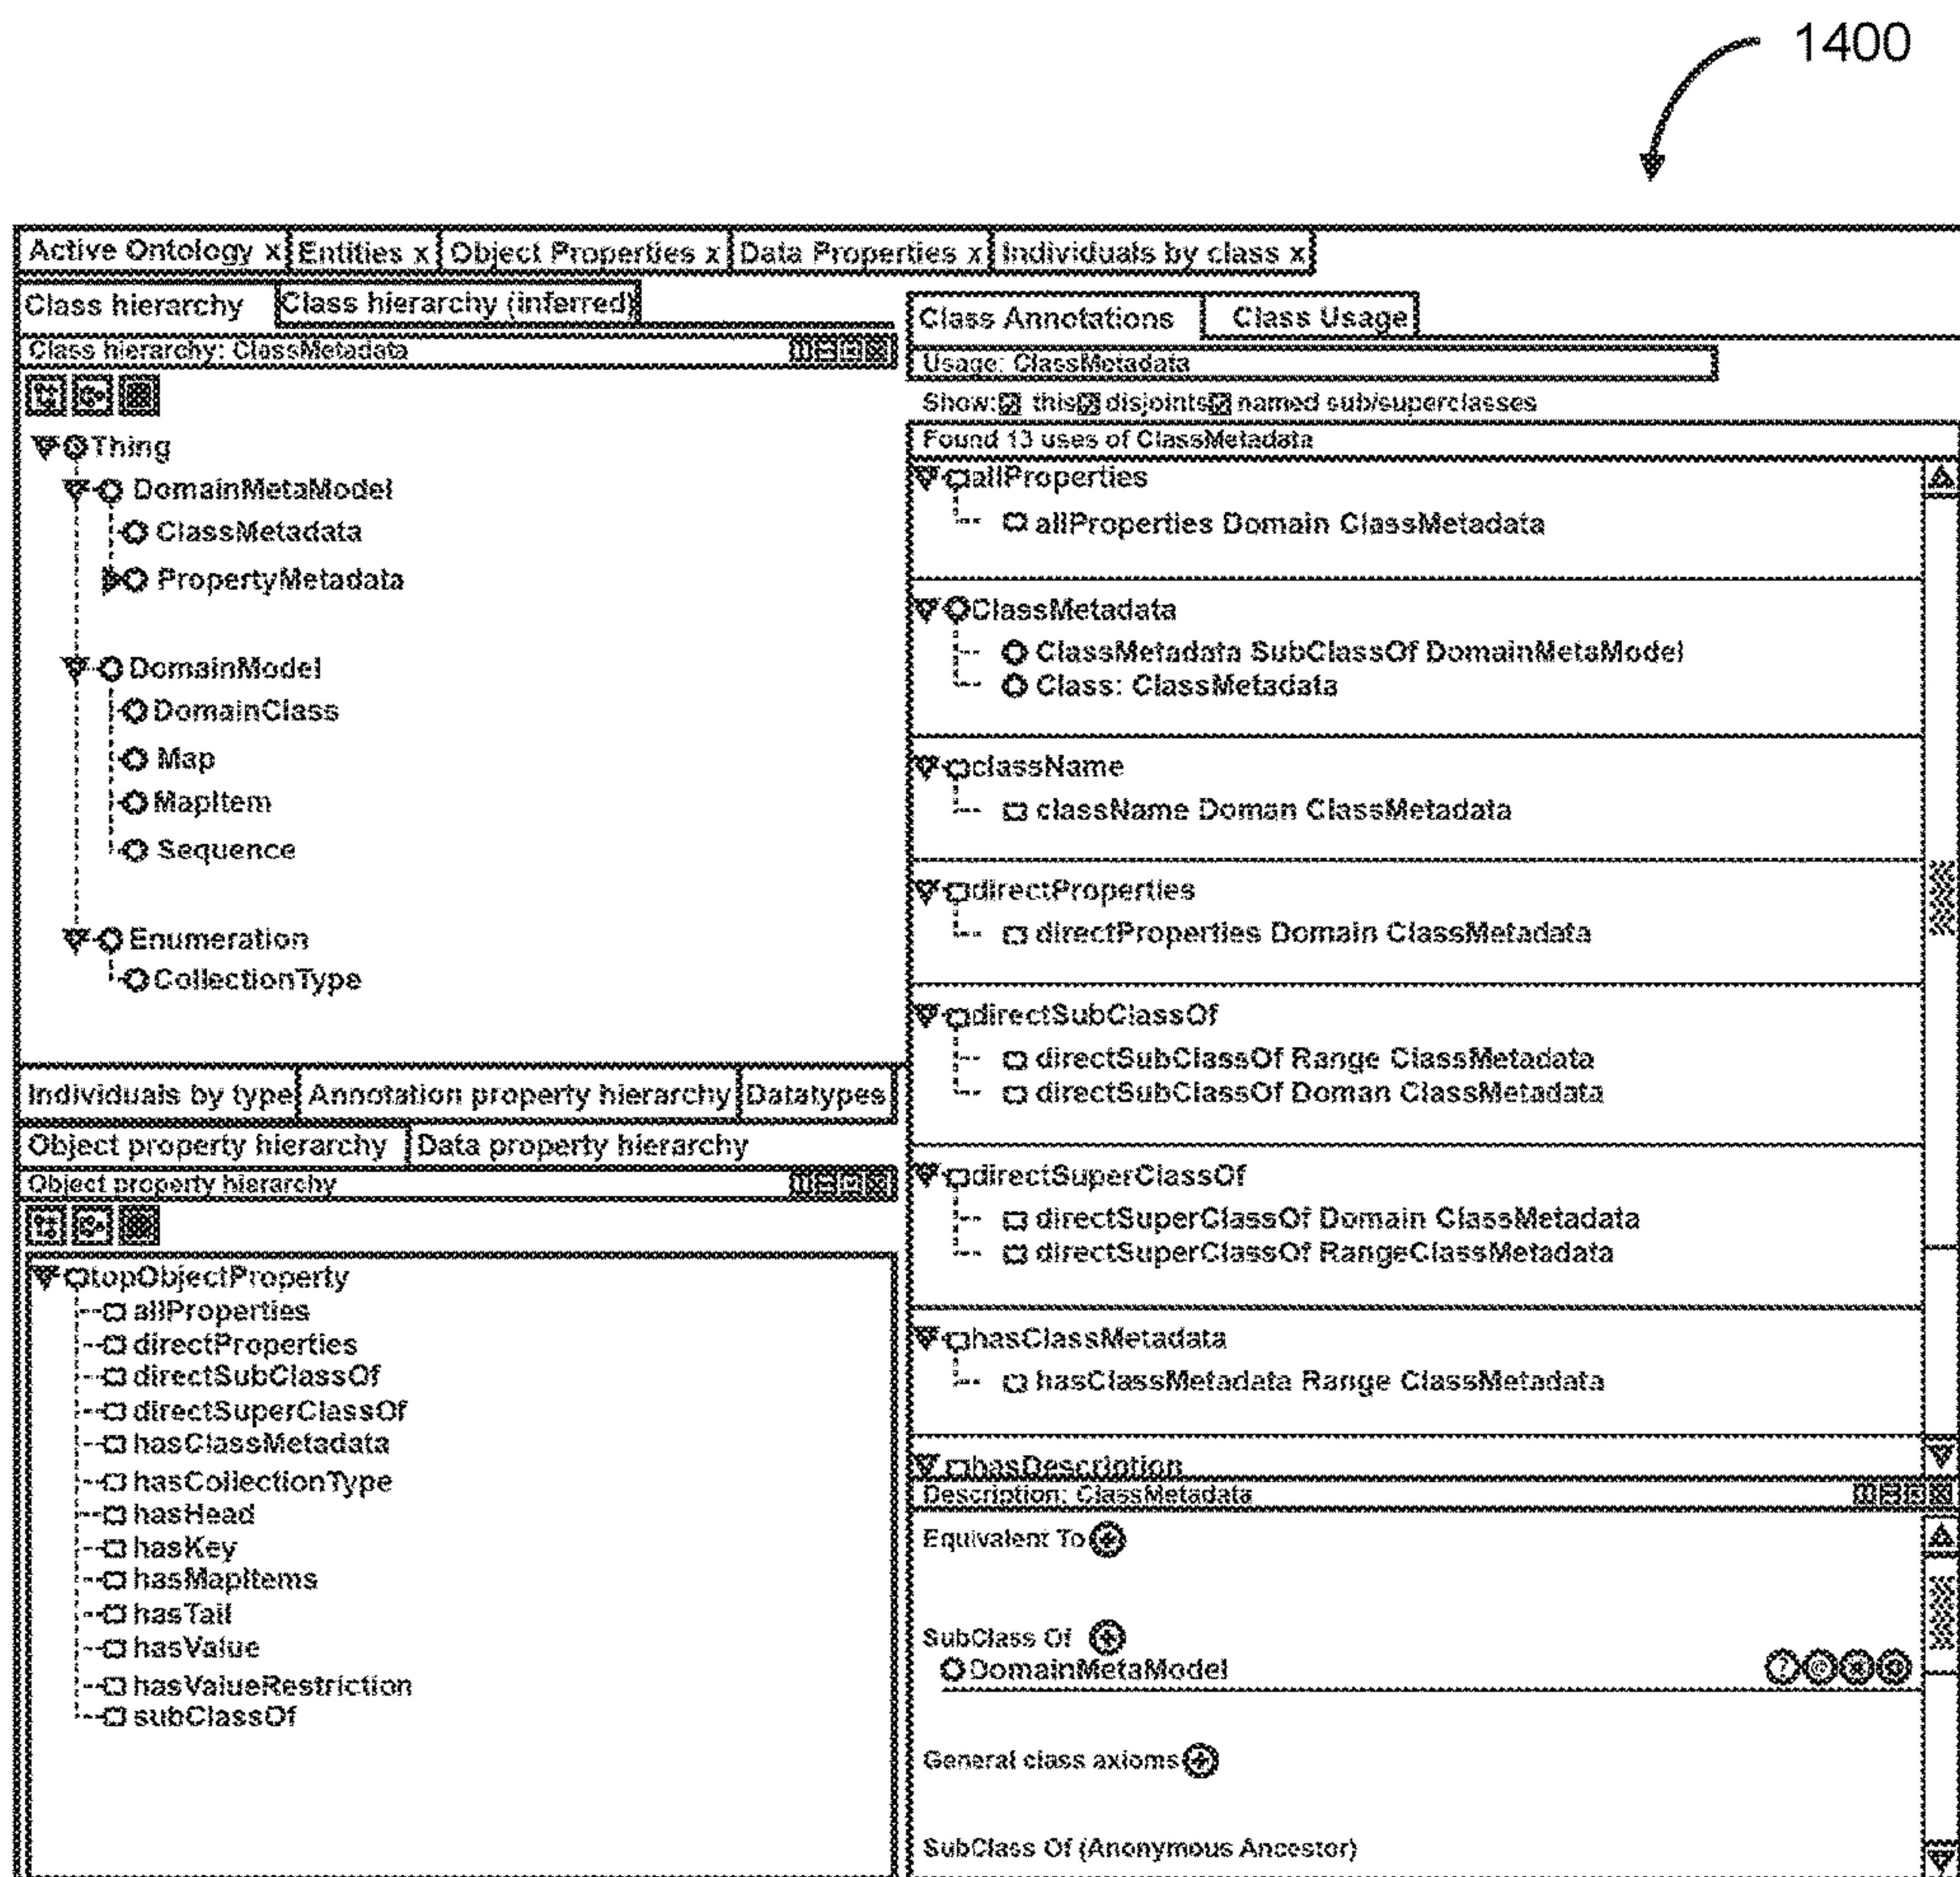 1400
Active Ontology x Entities x Object Properties x Data Properties x Individuals by class x
Class hierarchy Class hierarchy (inferred)
Class hierarchy: ClassMetadata
Thing
DomainMetaModel
ClassMetadata
PropertyMetadata
DomainModel
DomainClass
Map
MapItem
Sequence
Enumeration
CollectionType
Individuals by type Annotation property hierarchy Datatypes
Object property hierarchy Data property hierarchy
Object property hierarchy
topObjectProperty
allProperties
directProperties
directSubClassOf
directSuperClassOf
hasClassMetadata
hasCollectionType
hasHead
hasKey
hasMapItems
hasTail
hasValue
hasValueRestriction
subClassOf
Class Annotations Class Usage
Usage: ClassMetadata
Show: this disjoints named sub/superclasses
Found 13 uses of ClassMetadata
allProperties
allProperties Domain ClassMetadata
ClassMetadata
ClassMetadata SubClassOf DomainMetaModel
Class: ClassMetadata
className
className Doman ClassMetadata
directProperties
directProperties Domain ClassMetadata
directSubClassOf
directSubClassOf Range ClassMetadata
directSubClassOf Doman ClassMetadata
directSuperClassOf
directSuperClassOf Domain ClassMetadata
directSuperClassOf RangeClassMetadata
hasClassMetadata
hasClassMetadata Range ClassMetadata
hasDescription
Description: ClassMetadata
Equivalent To
SubClass Of
DomainMetaModel
General class axioms
SubClass Of (Anonymous Ancestor)